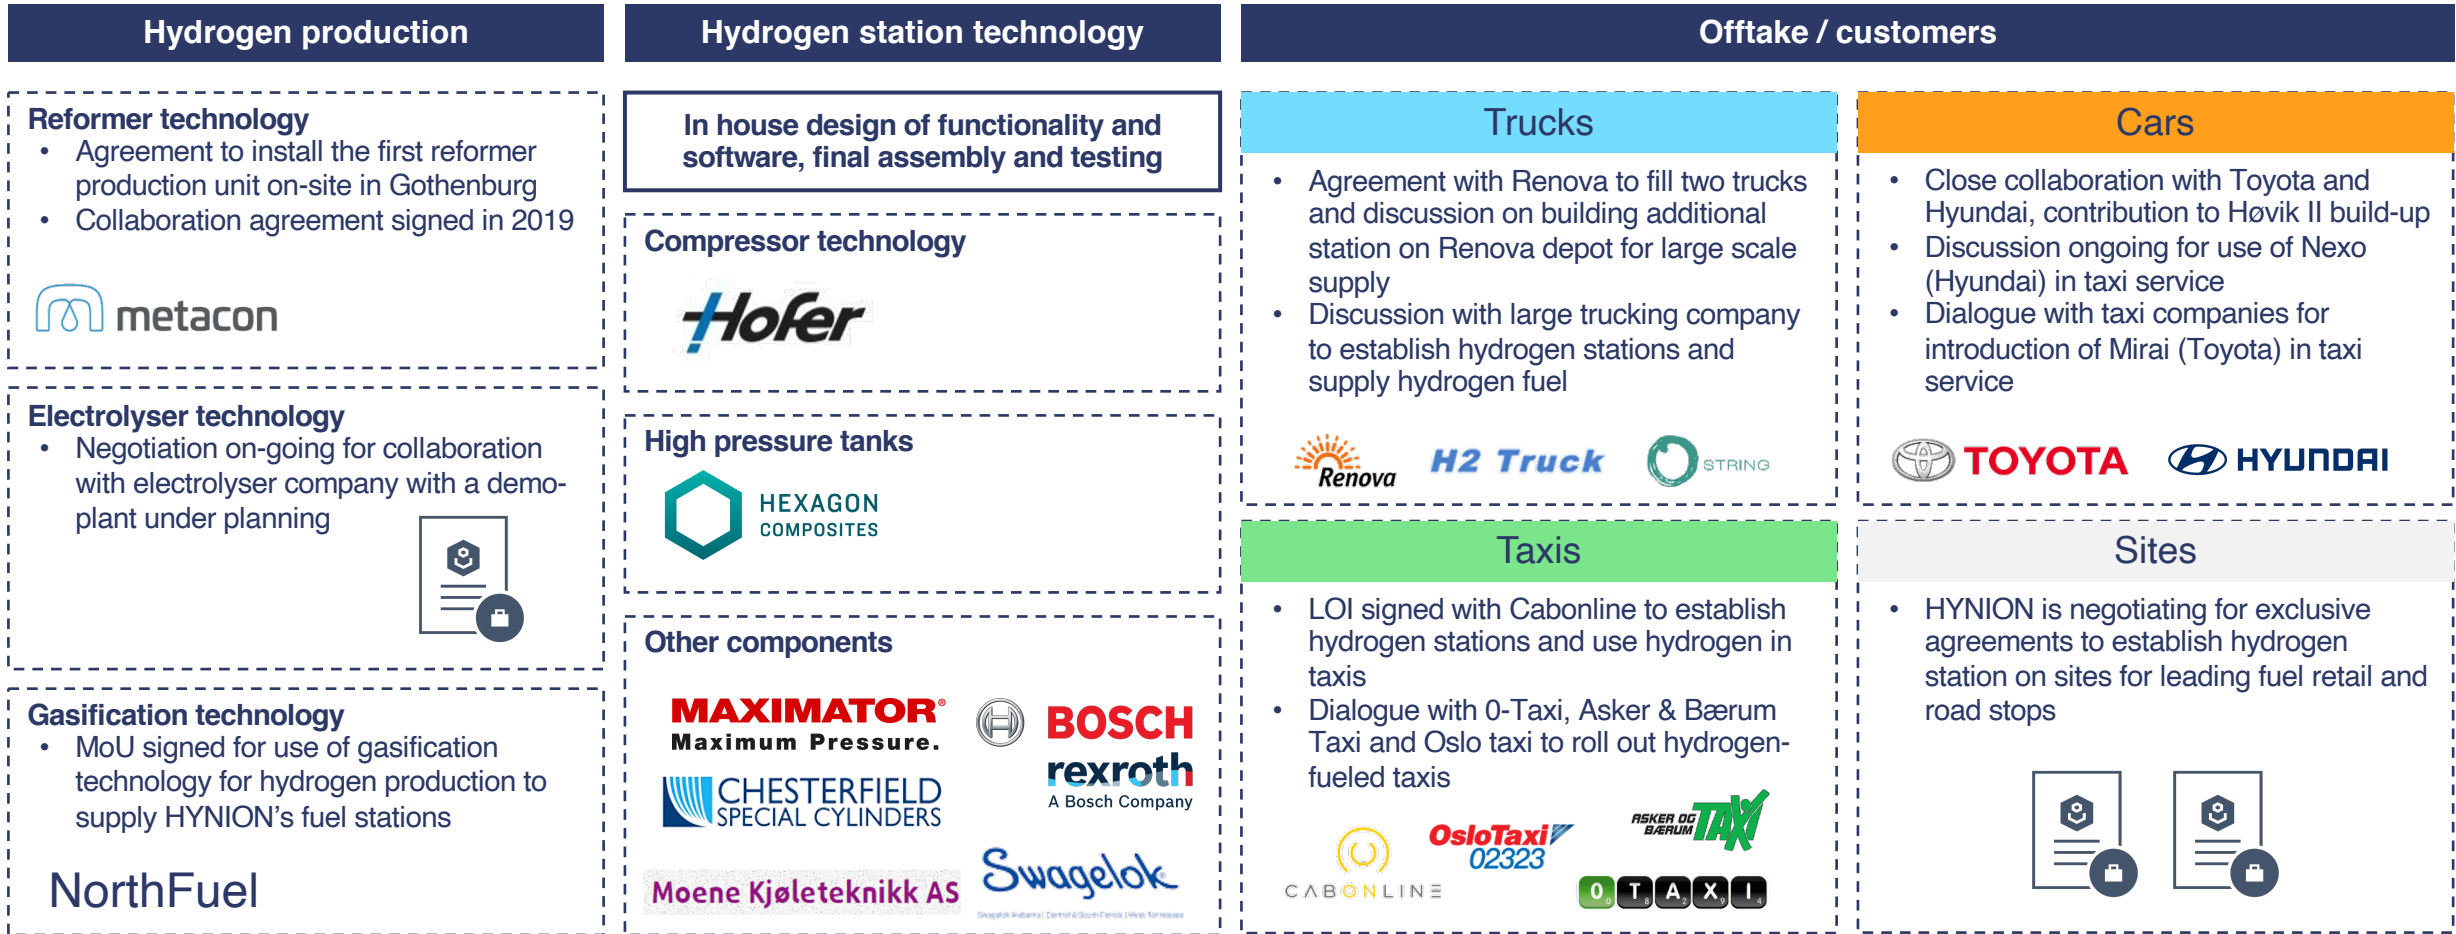 Hydrogen production
Reformer technology
• Agreement to install the first reformer
production unit on-site in Gothenburg
• Collaboration agreement signed in 2019
metacon
Electrolyser technology
• Negotiation on-going for collaboration
with electrolyser company with a demo-
plant under planning
Gasification technology
• MoU signed for use of gasification
technology for hydrogen production to
supply HYNION's fuel stations
NorthFuel
Hydrogen station technology
In house design of functionality and
software, final assembly and testing
Compressor technology
Hofer
High pressure tanks
HEXAGON
COMPOSITES
Other components
MAXIMATOR®
Maximum Pressure.
BOSCH
CHESTERFIELD
SPECIAL CYLINDERS
rexroth
A Bosch Company
Moene Kjøleteknikk AS
Swagelok
Swagelok Alabama | Central & South Florida | West Tennessee
Offtake / customers
Trucks
• Agreement with Renova to fill two trucks
and discussion on building additional
station on Renova depot for large scale
supply
• Discussion with large trucking company
to establish hydrogen stations and
supply hydrogen fuel
Renova
H2 Truck
STRING
Cars
• Close collaboration with Toyota and
Hyundai, contribution to Høvik II build-up
• Discussion ongoing for use of Nexo
(Hyundai) in taxi service
• Dialogue with taxi companies for
introduction of Mirai (Toyota) in taxi
service
TOYOTA
HYUNDAI
Taxis
• LOI signed with Cabonline to establish
hydrogen stations and use hydrogen in
taxis
• Dialogue with 0-Taxi, Asker & Bærum
Taxi and Oslo taxi to roll out hydrogen-
fueled taxis
CABONLINE
OsloTaxi
02323
ASKER OG
BÆRUM
TAXI
0 TAXI
Sites
• HYNION is negotiating for exclusive
agreements to establish hydrogen
station on sites for leading fuel retail and
road stops